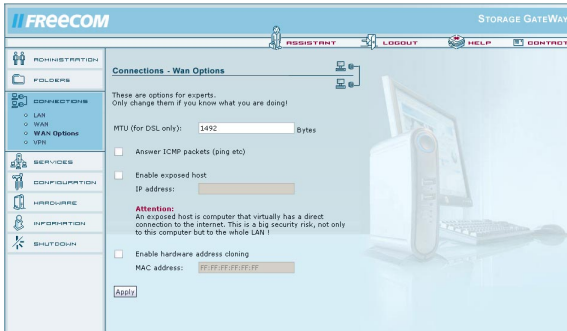 FREECOM
STORAGE GATEWAY
ASSISTANT
LOGOUT
HELP
CONTACT
ADMINISTRATION
FOLDERS
CONNECTIONS
LAN
WAN
WAN Options
VPN
SERVICES
CONFIGURATION
HARDWARE
INFORMATION
SHUTDOWN
Connections - Wan Options
These are options for experts.
Only change them if you know what you are doing!
MTU (for DSL only): 1492 Bytes
Answer ICMP packets (ping etc)
Enable exposed host
IP address:
Attention:
An exposed host is computer that virtually has a direct
connection to the internet. This is a big security risk, not only
to this computer but to the whole LAN !
Enable hardware address cloning
MAC address: FF:FF:FF:FF:FF:FF
Apply